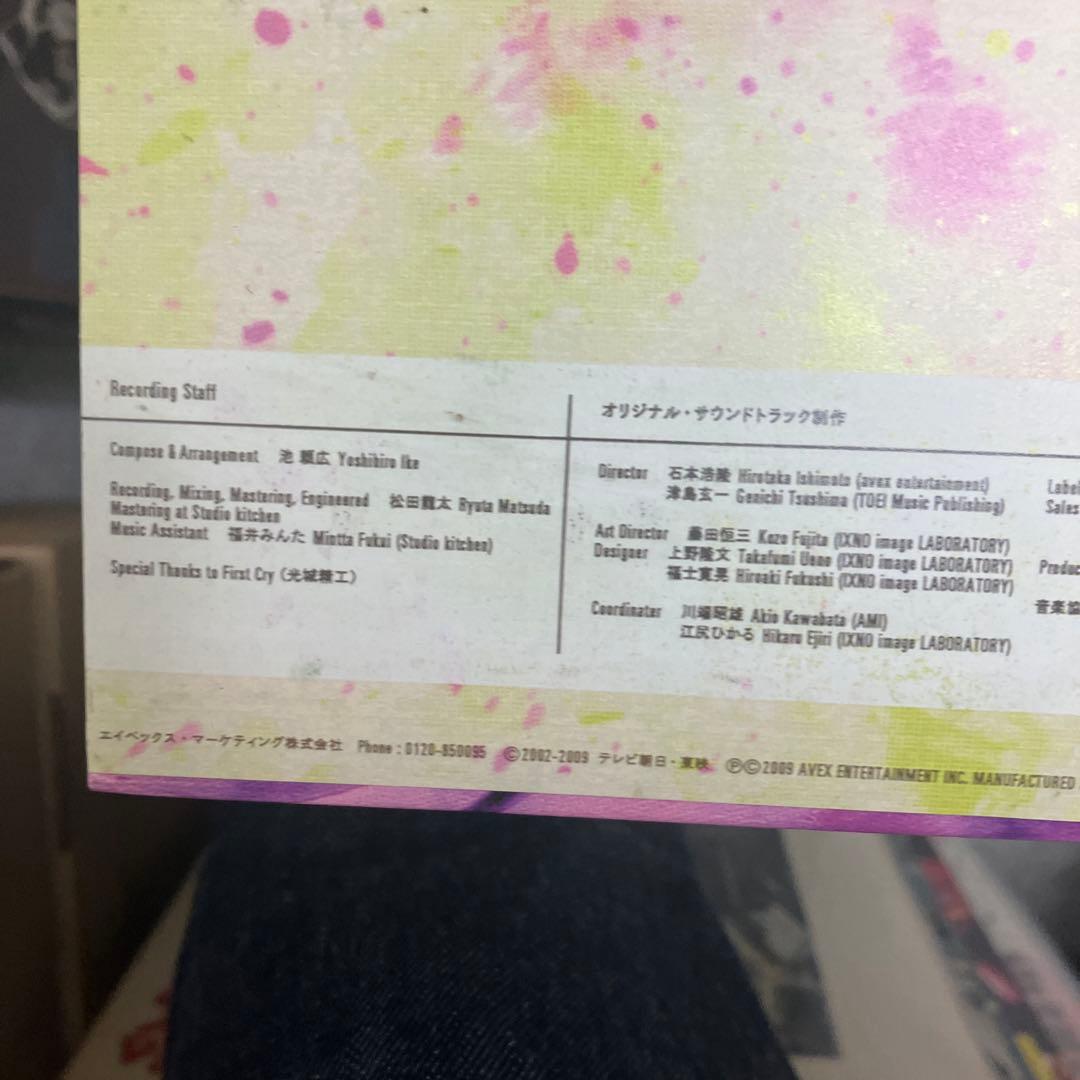 Recording Staff
Compose & Arrangement 池 頼広 Yoshihiro Ike
Recording, Mixing, Mastering, Engineered 松田龍太 Ryuta Matsuda
Mastering at Studio kitchen
Music Assistant 福井みんた Mintta Fukui (Studio kitchen)
Special Thanks to First Cry
オリジナル・サウンドトラック制作
Director 石本浩隆 Hirotaka Ishimoto (avex entertainment)
津島玄一 Genichi Tsushima (TOEI Music Publishing)
Art Director 藤田恒三 Kozo Fujita (IXNO image LABORATORY)
Designer 上野隆文 Takafumi Ueno (IXNO image LABORATORY)
福士寛晃 Hiroaki Fukushi (IXNO image LABORATORY)
Coordinater 川端昭雄 Akio Kawabata (AMI)
江尻ひかる Hikaru Ejiri (IXNO image LABORATORY)
Label
Sales
Produc
音楽協
エイベックス・マーケティング株式会社 Phone : 0120-850095 ©2002-2009 テレビ朝日・東映 ℗©2009 AVEX ENTERTAINMENT INC. MANUFACTURED